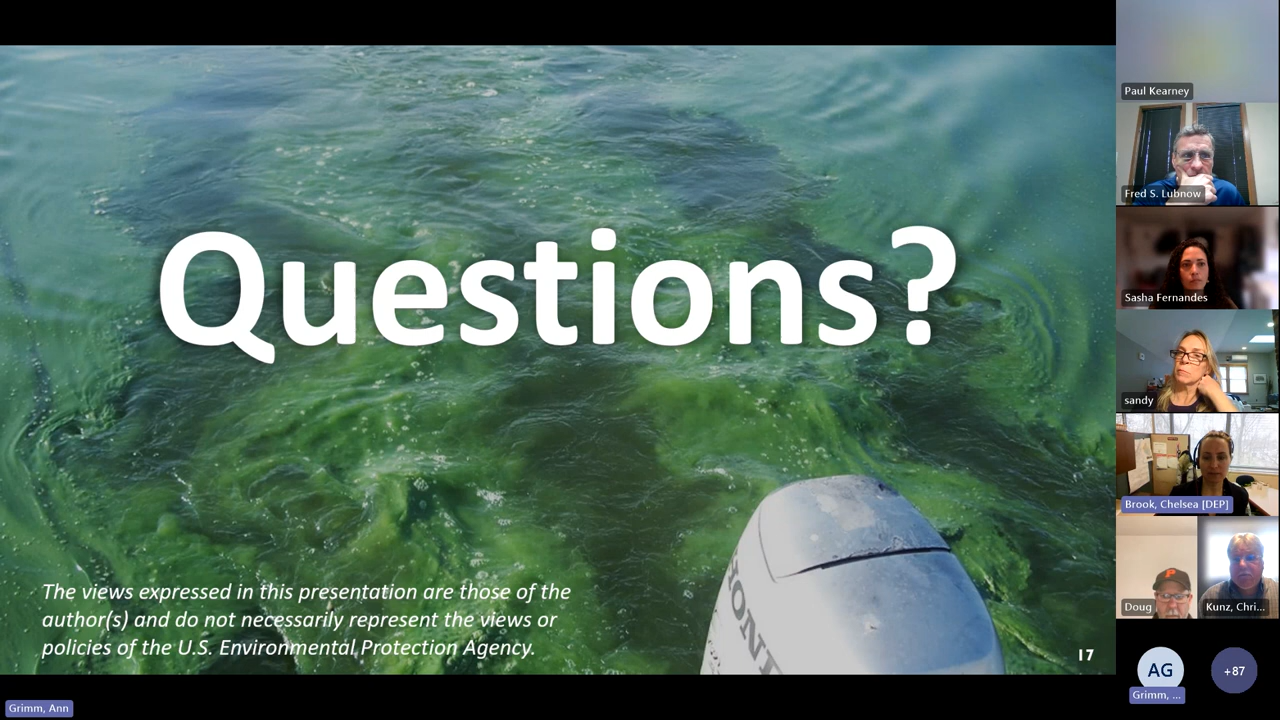 Questions?
The views expressed in this presentation are those of the
author(s) and do not necessarily represent the views or
policies of the U.S. Environmental Protection Agency.
17
Grimm, Ann
Paul Kearney
Fred S. Lubnow
Sasha Fernandes
sandy
Brook, Chelsea [DEP]
Doug
Kunz, Chri...
AG
Grimm, ...
+87